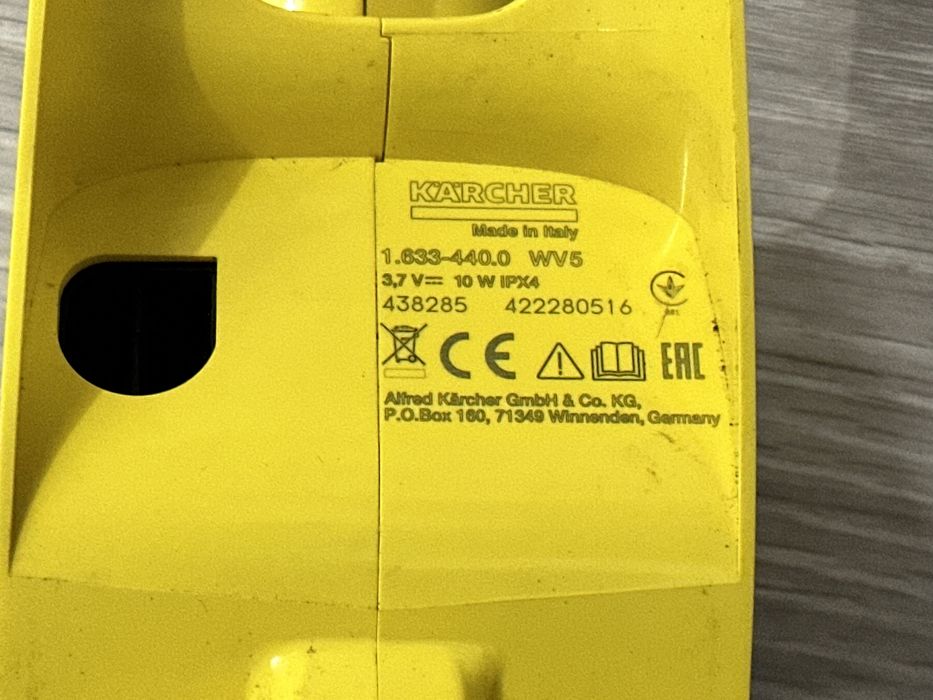 KÄRCHER
Made in Italy
1.633-440.0 WV5
3,7 V⎓ 10 W IPX4
438285 422280516
CE EAC
Alfred Kärcher GmbH & Co. KG,
P.O.Box 160, 71349 Winnenden, Germany